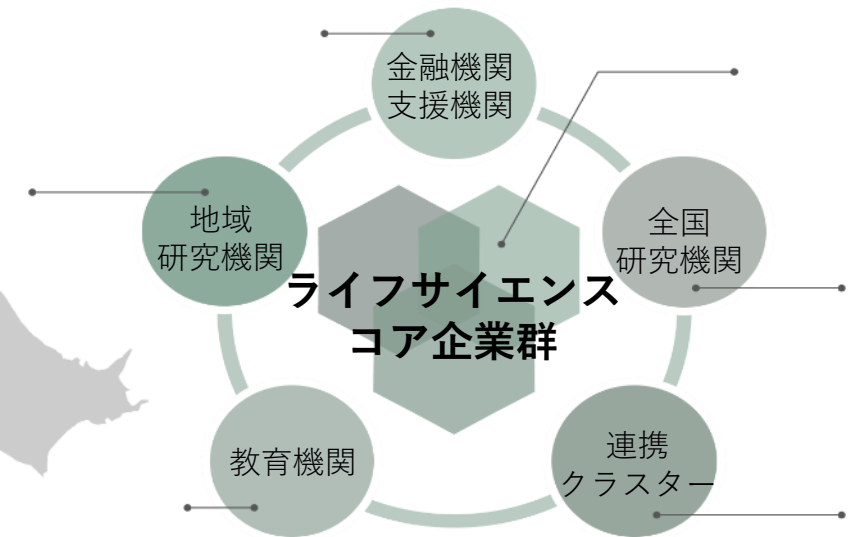 金融機関
支援機関
地域
研究機関
全国
研究機関
ライフサイエンス
コア企業群
教育機関
連携
クラスター